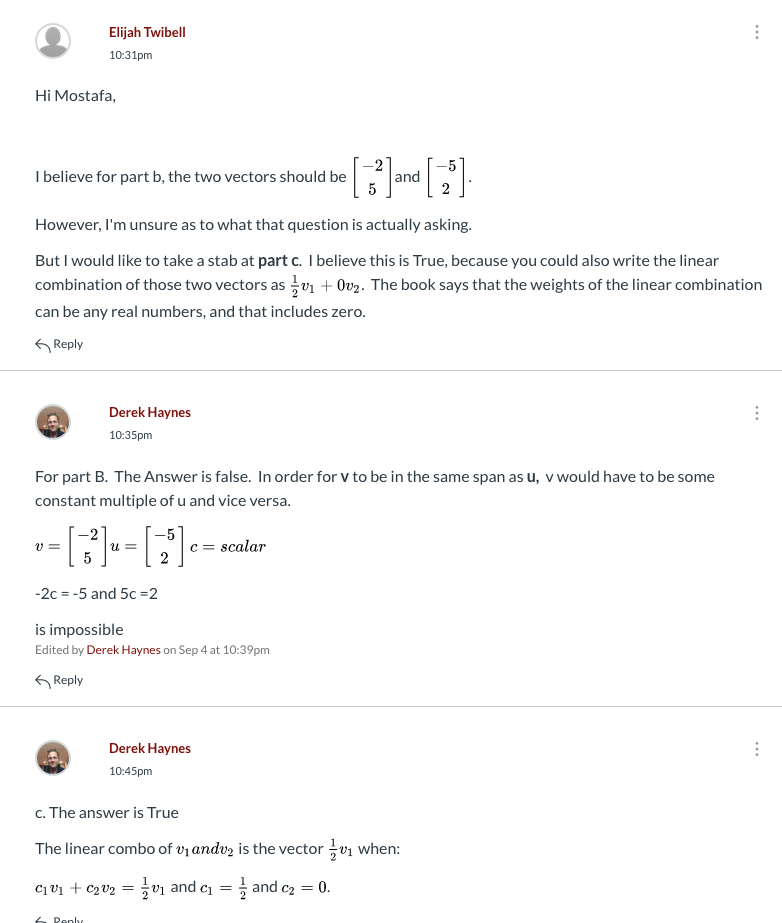 Elijah Twibell
10:31pm
Hi Mostafa,
I believe for part b, the two vectors should be [−2 5] and [−5 2].
However, I'm unsure as to what that question is actually asking.
But I would like to take a stab at part c. I believe this is True, because you could also write the linear
combination of those two vectors as ½v₁ + 0v₂. The book says that the weights of the linear combination
can be any real numbers, and that includes zero.
Reply
Derek Haynes
10:35pm
For part B. The Answer is false. In order for v to be in the same span as u, v would have to be some
constant multiple of u and vice versa.
v = [−2 5] u = [−5 2] c = scalar
-2c = -5 and 5c =2
is impossible
Edited by Derek Haynes on Sep 4 at 10:39pm
Reply
Derek Haynes
10:45pm
c. The answer is True
The linear combo of v₁andv₂ is the vector ½v₁ when:
c₁v₁ + c₂v₂ = ½v₁ and c₁ = ½ and c₂ = 0.
Reply